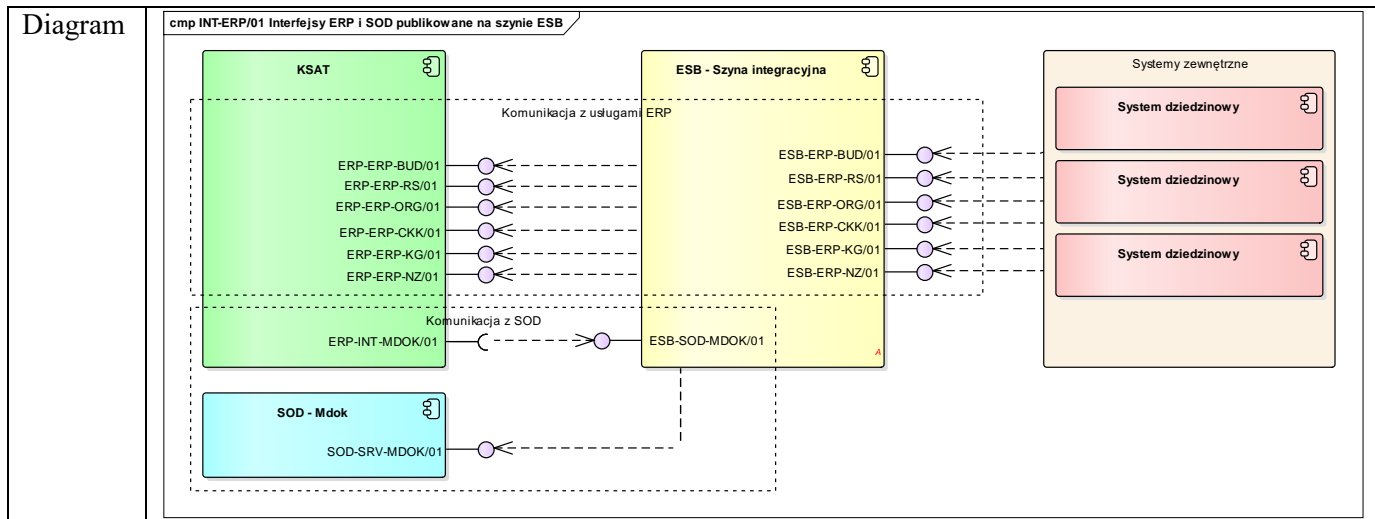 Diagram
cmp INT-ERP/01 Interfejsy ERP i SOD publikowane na szynie ESB
KSAT
ESB - Szyna integracyjna
Systemy zewnętrzne
System dziedzinowy
System dziedzinowy
System dziedzinowy
Komunikacja z usługami ERP
ERP-ERP-BUD/01
ERP-ERP-RS/01
ERP-ERP-ORG/01
ERP-ERP-CKK/01
ERP-ERP-KG/01
ERP-ERP-NZ/01
ESB-ERP-BUD/01
ESB-ERP-RS/01
ESB-ERP-ORG/01
ESB-ERP-CKK/01
ESB-ERP-KG/01
ESB-ERP-NZ/01
Komunikacja z SOD
ERP-INT-MDOK/01
ESB-SOD-MDOK/01
A
SOD - Mdok
SOD-SRV-MDOK/01